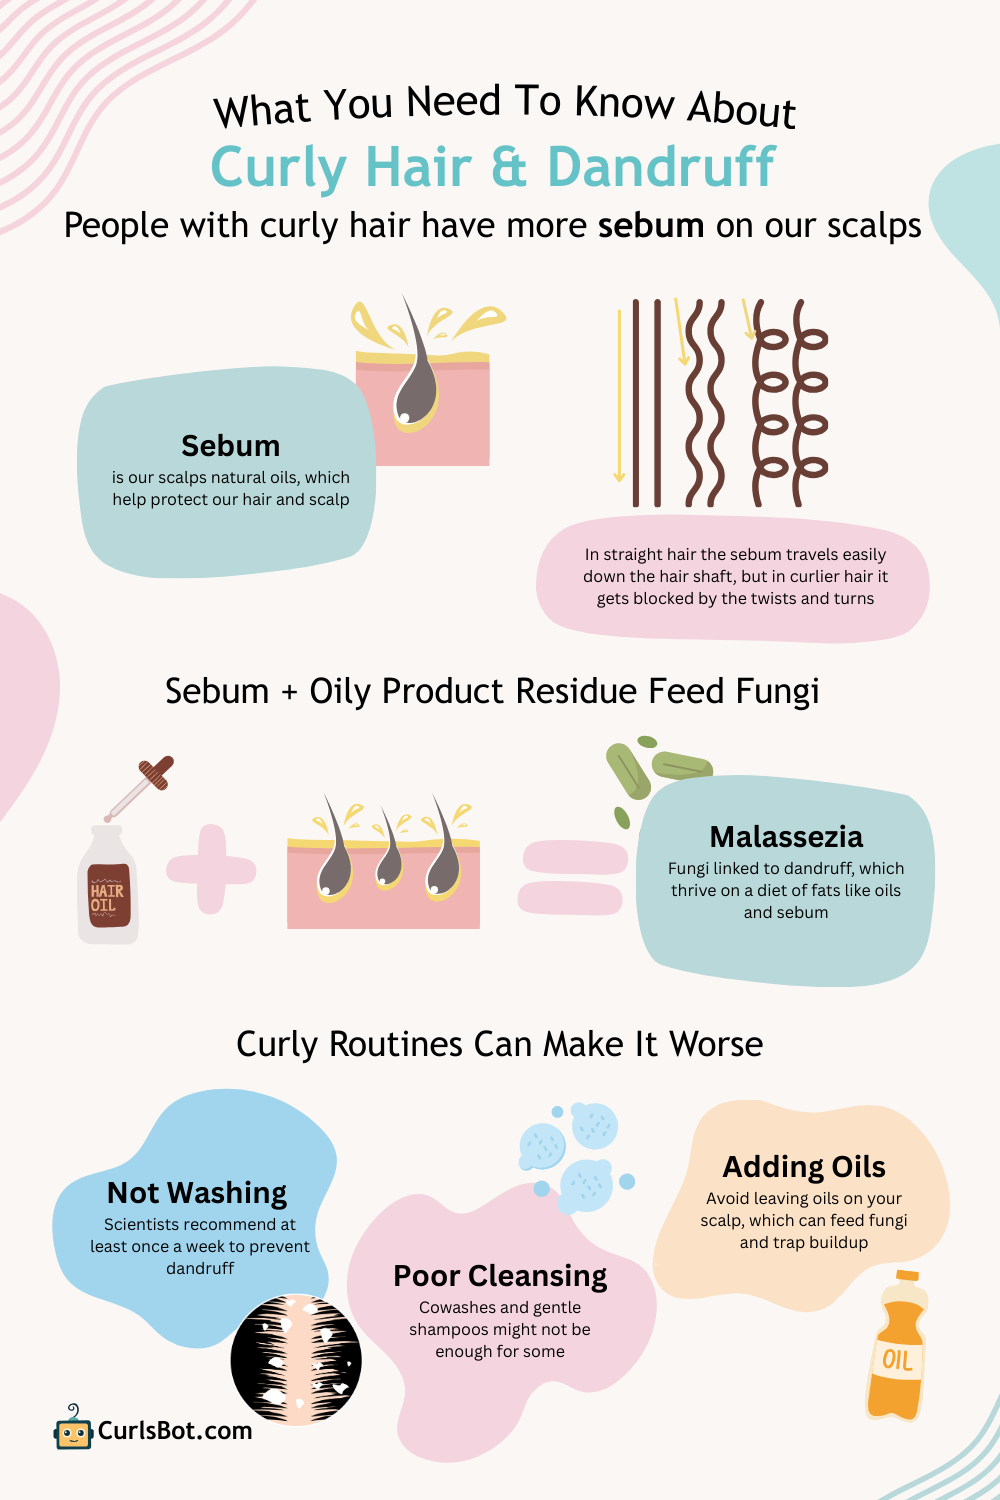 What You Need To Know About
Curly Hair & Dandruff
People with curly hair have more sebum on our scalps
Sebum
is our scalps natural oils, which
help protect our hair and scalp
In straight hair the sebum travels easily
down the hair shaft, but in curlier hair it
gets blocked by the twists and turns
Sebum + Oily Product Residue Feed Fungi
HAIR
OIL
Malassezia
Fungi linked to dandruff, which
thrive on a diet of fats like oils
and sebum
Curly Routines Can Make It Worse
Not Washing
Scientists recommend at
least once a week to prevent
dandruff
Poor Cleansing
Cowashes and gentle
shampoos might not be
enough for some
Adding Oils
Avoid leaving oils on your
scalp, which can feed fungi
and trap buildup
OIL
CurlsBot.com